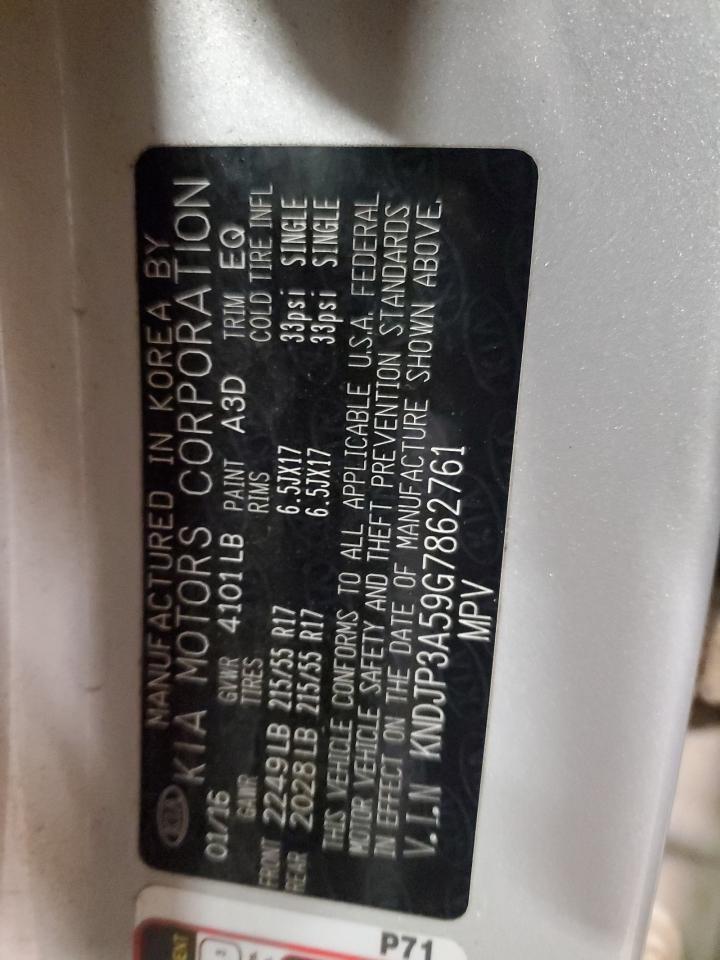 MANUFACTURED IN KOREA BY
KIA KIA MOTORS CORPORATION
01/16 GVWR 4101LB PAINT A3D TRIM EQ
GAWR TIRES RIMS COLD TIRE INFL
FRONT 2249LB 215/55 R17 6.5JX17 33psi SINGLE
REAR 2028LB 215/55 R17 6.5JX17 33psi SINGLE
THIS VEHICLE CONFORMS TO ALL APPLICABLE U.S.A. FEDERAL
MOTOR VEHICLE SAFETY AND THEFT PREVENTION STANDARDS
IN EFFECT ON THE DATE OF MANUFACTURE SHOWN ABOVE.
V.I.N KNDJP3A59G7862761
MPV
P71